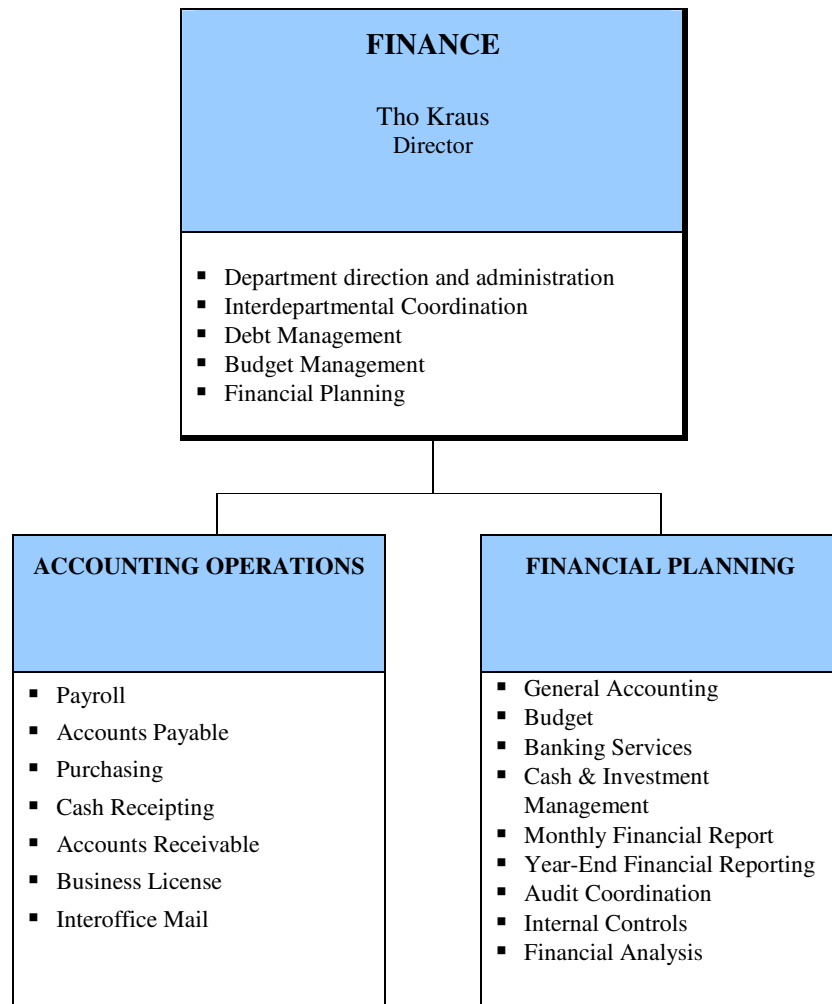 FINANCE
Tho Kraus
Director
▪ Department direction and administration
▪ Interdepartmental Coordination
▪ Debt Management
▪ Budget Management
▪ Financial Planning
ACCOUNTING OPERATIONS
▪ Payroll
▪ Accounts Payable
▪ Purchasing
▪ Cash Receipting
▪ Accounts Receivable
▪ Business License
▪ Interoffice Mail
FINANCIAL PLANNING
▪ General Accounting
▪ Budget
▪ Banking Services
▪ Cash & Investment
Management
▪ Monthly Financial Report
▪ Year-End Financial Reporting
▪ Audit Coordination
▪ Internal Controls
▪ Financial Analysis